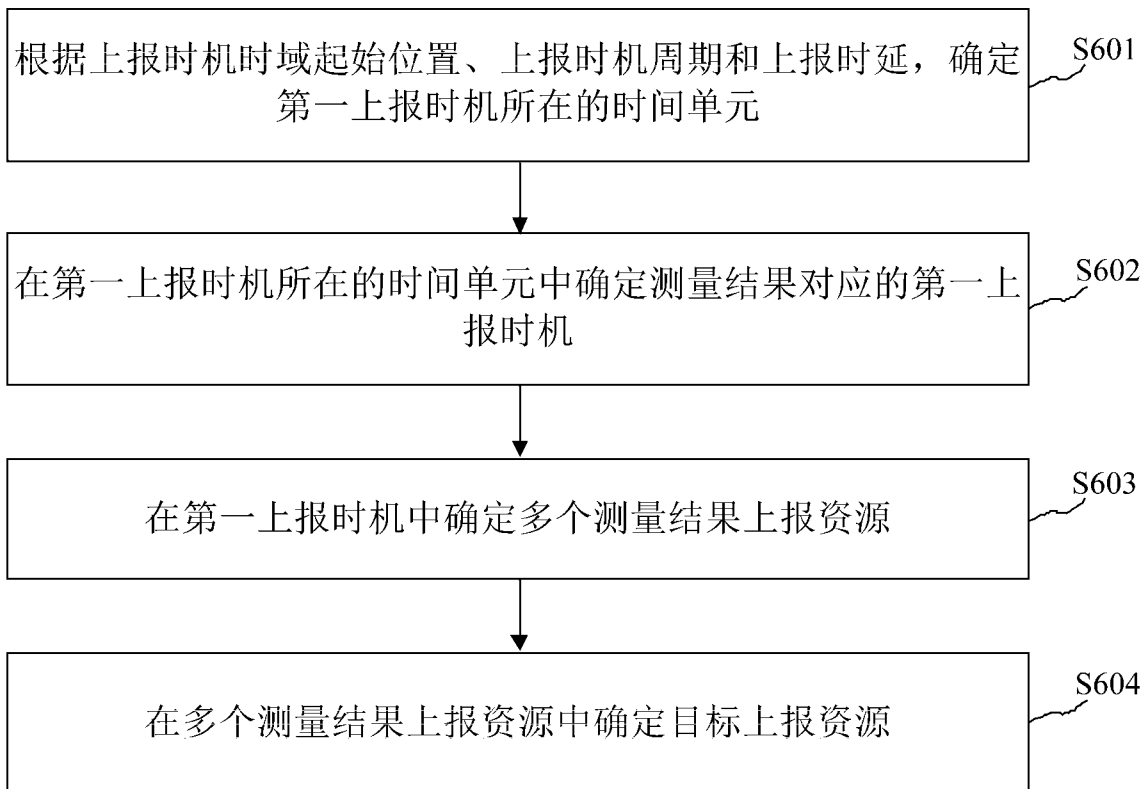 根据上报时机时域起始位置、上报时机周期和上报时延，确定
第一上报时机所在的时间单元
S601
在第一上报时机所在的时间单元中确定测量结果对应的第一上
报时机
S602
在第一上报时机中确定多个测量结果上报资源
S603
在多个测量结果上报资源中确定目标上报资源
S604